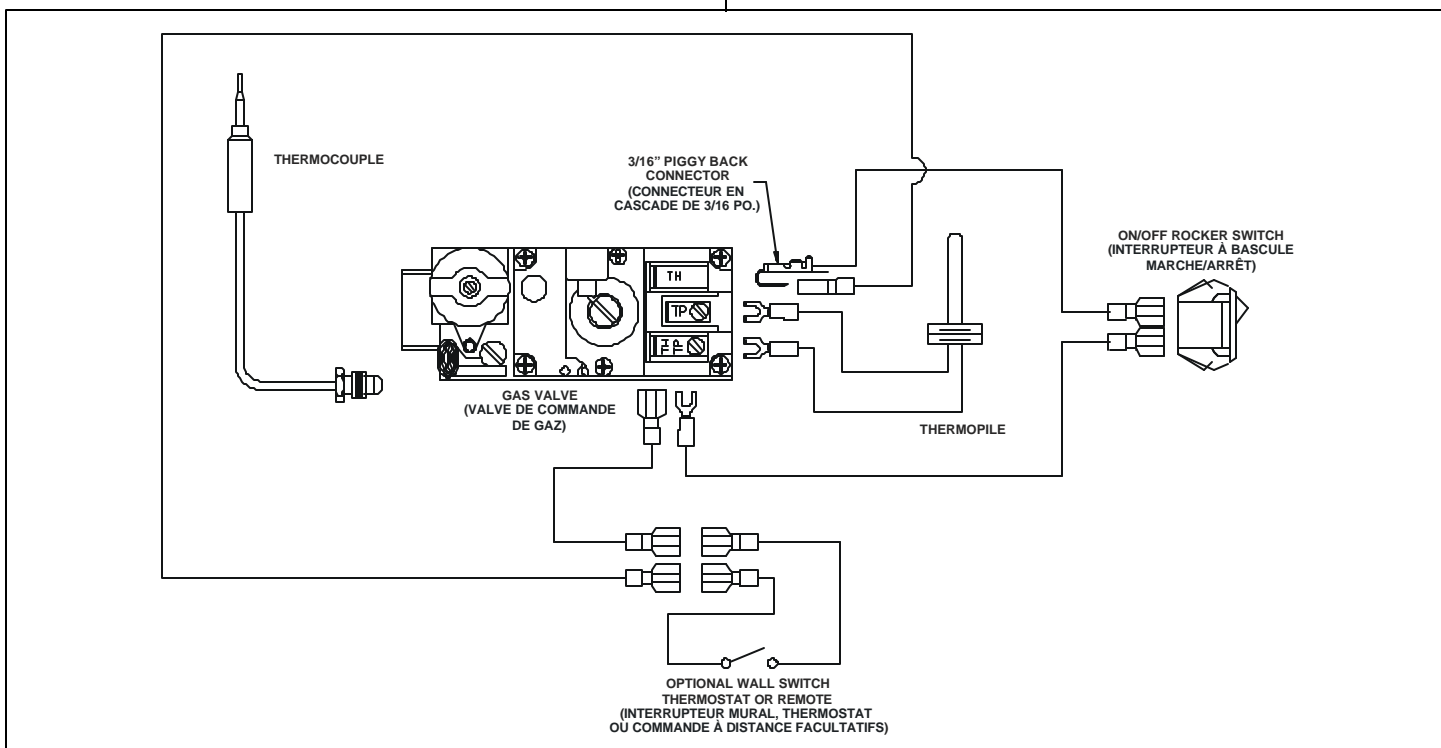 THERMOCOUPLE
3/16” PIGGY BACK
CONNECTOR
(CONNECTEUR EN
CASCADE DE 3/16 PO.)
ON/OFF ROCKER SWITCH
(INTERRUPTEUR À BASCULE
MARCHE/ARRÊT)
TH
TP
TH
TP
GAS VALVE
(VALVE DE COMMANDE
DE GAZ)
THERMOPILE
OPTIONAL WALL SWITCH
THERMOSTAT OR REMOTE
(INTERRUPTEUR MURAL, THERMOSTAT
OU COMMANDE À DISTANCE FACULTATIFS)